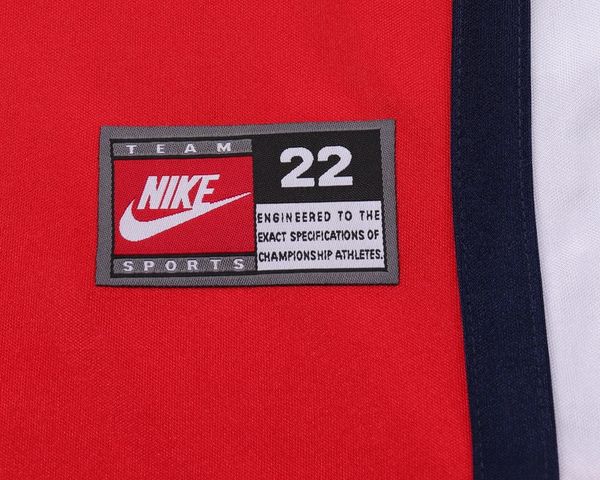 TEAM
NIKE
SPORTS
22
ENGINEERED TO THE
EXACT SPECIFICATIONS OF
CHAMPIONSHIP ATHLETES.